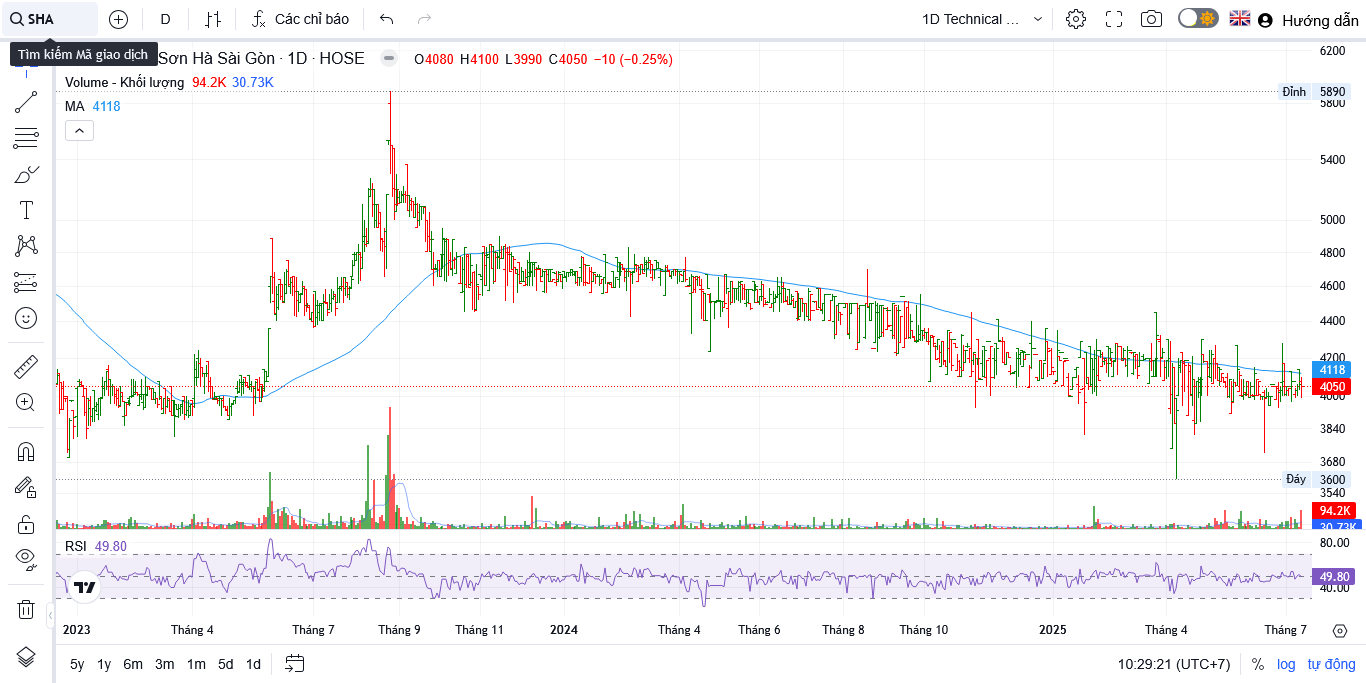 SHA
D
Các chỉ báo
1D Technical ...
Hướng dẫn
Tìm kiếm Mã giao dịch
Sơn Hà Sài Gòn · 1D · HOSE
O4080 H4100 L3990 C4050 −10 (−0.25%)
Volume - Khối lượng 94.2K 30.73K
MA 4118
6200
Đỉnh 5890
5800
5400
5000
4800
4600
4400
4200
4118
4050
4000
3840
3680
Đáy 3600
3540
94.2K
30.73K
RSI 49.80
80.00
49.80
40.00
2023 Tháng 4 Tháng 7 Tháng 9 Tháng 11 2024 Tháng 4 Tháng 6 Tháng 8 Tháng 10 2025 Tháng 4 Tháng 7
5y 1y 6m 3m 1m 5d 1d
10:29:21 (UTC+7) % log tự động